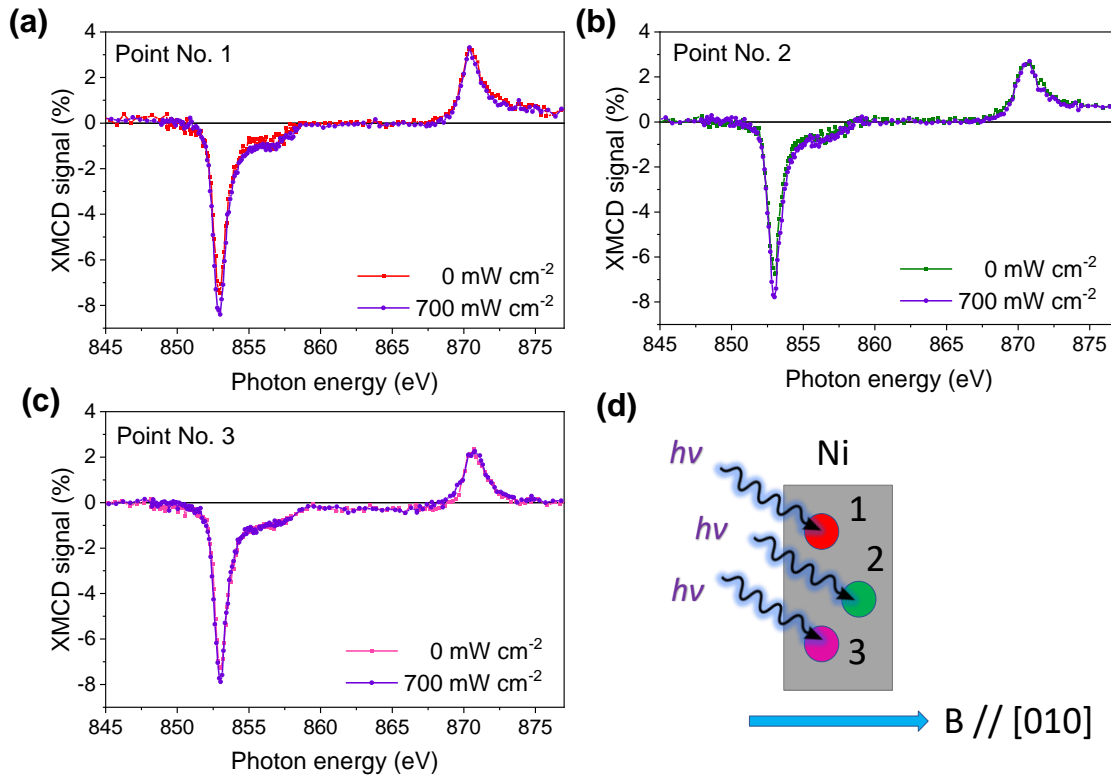 (a)
Point No. 1
4
2
0
-2
-4
-6
-8
XMCD signal (%)
0 mW cm-2
700 mW cm-2
845 850 855 860 865 870 875
Photon energy (eV)
(b)
Point No. 2
4
2
0
-2
-4
-6
-8
XMCD signal (%)
0 mW cm-2
700 mW cm-2
845 850 855 860 865 870 875
Photon energy (eV)
(c)
Point No. 3
4
2
0
-2
-4
-6
-8
XMCD signal (%)
0 mW cm-2
700 mW cm-2
845 850 855 860 865 870 875
Photon energy (eV)
(d)
hν
Ni
1
hν
2
hν
3
B // [010]